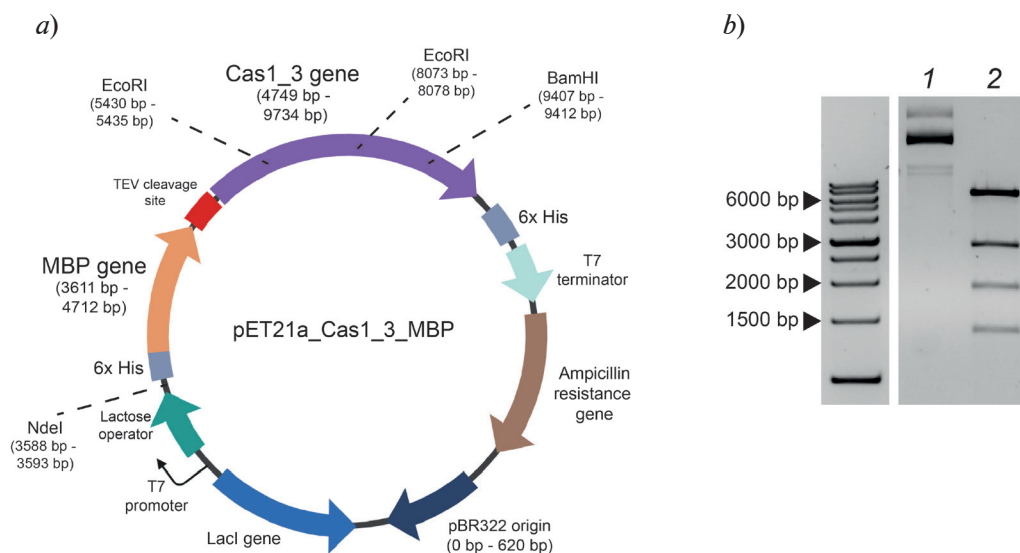 a)
EcoRI
(5430 bp -
5435 bp)
Cas1_3 gene
(4749 bp -
9734 bp)
EcoRI
(8073 bp -
8078 bp)
BamHI
(9407 bp -
9412 bp)
TEV cleavage
site
MBP gene
(3611 bp -
4712 bp)
6x His
T7
terminator
pET21a_Cas1_3_MBP
6x His
Ampicillin
resistance
gene
NdeI
(3588 bp -
3593 bp)
Lactose
operator
T7
promoter
LacI gene
pBR322 origin
(0 bp - 620 bp)
b)
1 2
6000 bp
3000 bp
2000 bp
1500 bp